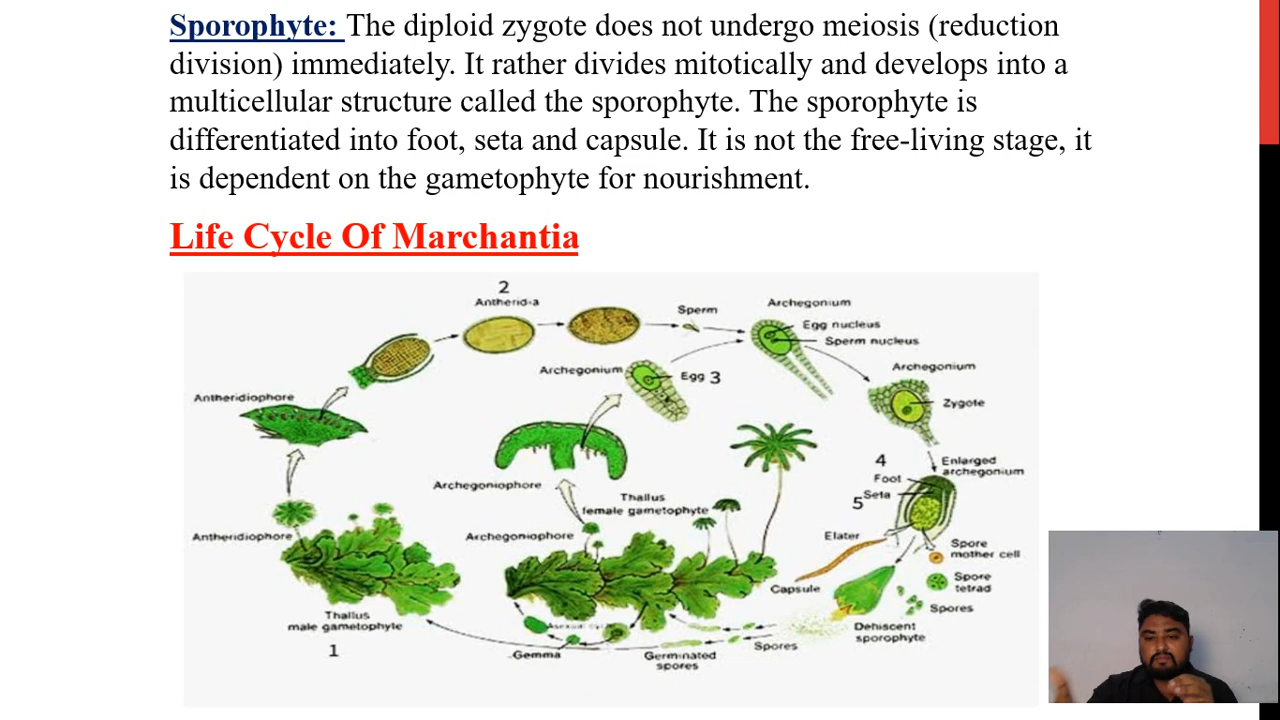 Sporophyte: The diploid zygote does not undergo meiosis (reduction
division) immediately. It rather divides mitotically and develops into a
multicellular structure called the sporophyte. The sporophyte is
differentiated into foot, seta and capsule. It is not the free-living stage, it
is dependent on the gametophyte for nourishment.
Life Cycle Of Marchantia
2
Antheridia
Sperm
Archegonium
Egg nucleus
Sperm nucleus
Archegonium
Egg 3
Archegonium
Zygote
Antheridiophore
4
Enlarged
archegonium
Foot
Seta
5
Archegoniophore
Thallus
female gametophyte
Antheridiophore
Archegoniophore
Elater
Spore
mother cell
Spore
tetrad
Capsule
Spores
Thallus
male gametophyte
1
Asexual cycle
Dehiscent
sporophyte
Gemma
Germinated
spores
Spores